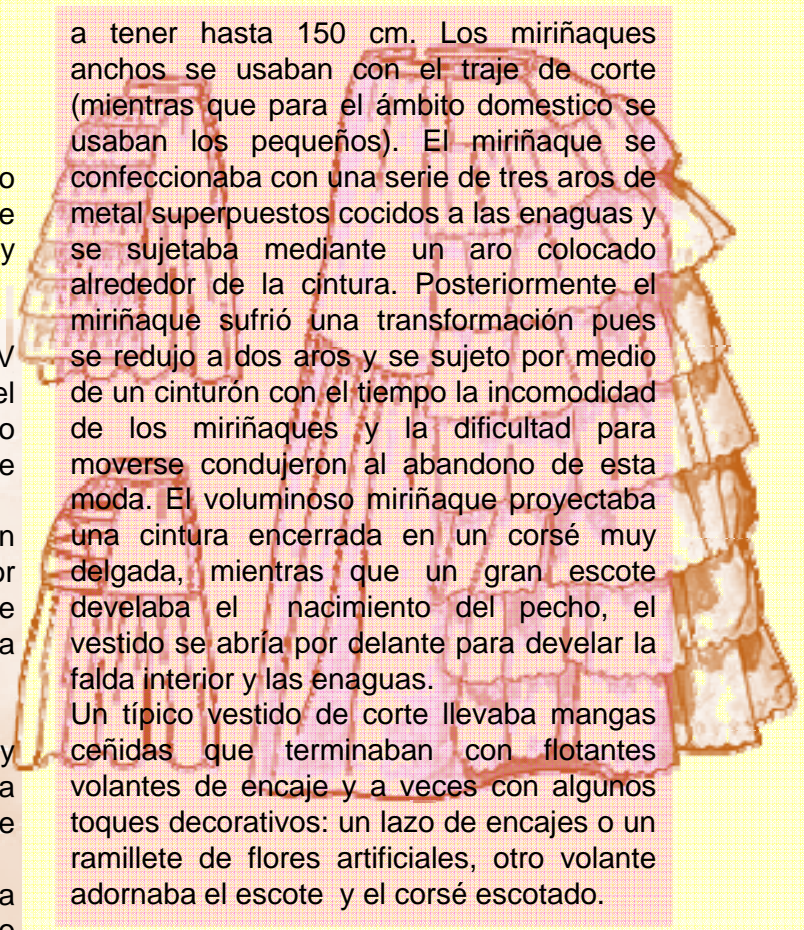 a tener hasta 150 cm. Los miriñaques
anchos se usaban con el traje de corte
(mientras que para el ámbito domestico se
usaban los pequeños). El miriñaque se
confeccionaba con una serie de tres aros de
metal superpuestos cocidos a las enaguas y
se sujetaba mediante un aro colocado
alrededor de la cintura. Posteriormente el
miriñaque sufrió una transformación pues
se redujo a dos aros y se sujeto por medio
de un cinturón con el tiempo la incomodidad
de los miriñaques y la dificultad para
moverse condujeron al abandono de esta
moda. El voluminoso miriñaque proyectaba
una cintura encerrada en un corsé muy
delgada, mientras que un gran escote
develaba el nacimiento del pecho, el
vestido se abría por delante para develar la
falda interior y las enaguas.
Un típico vestido de corte llevaba mangas
ceñidas que terminaban con flotantes
volantes de encaje y a veces con algunos
toques decorativos: un lazo de encajes o un
ramillete de flores artificiales, otro volante
adornaba el escote y el corsé escotado.